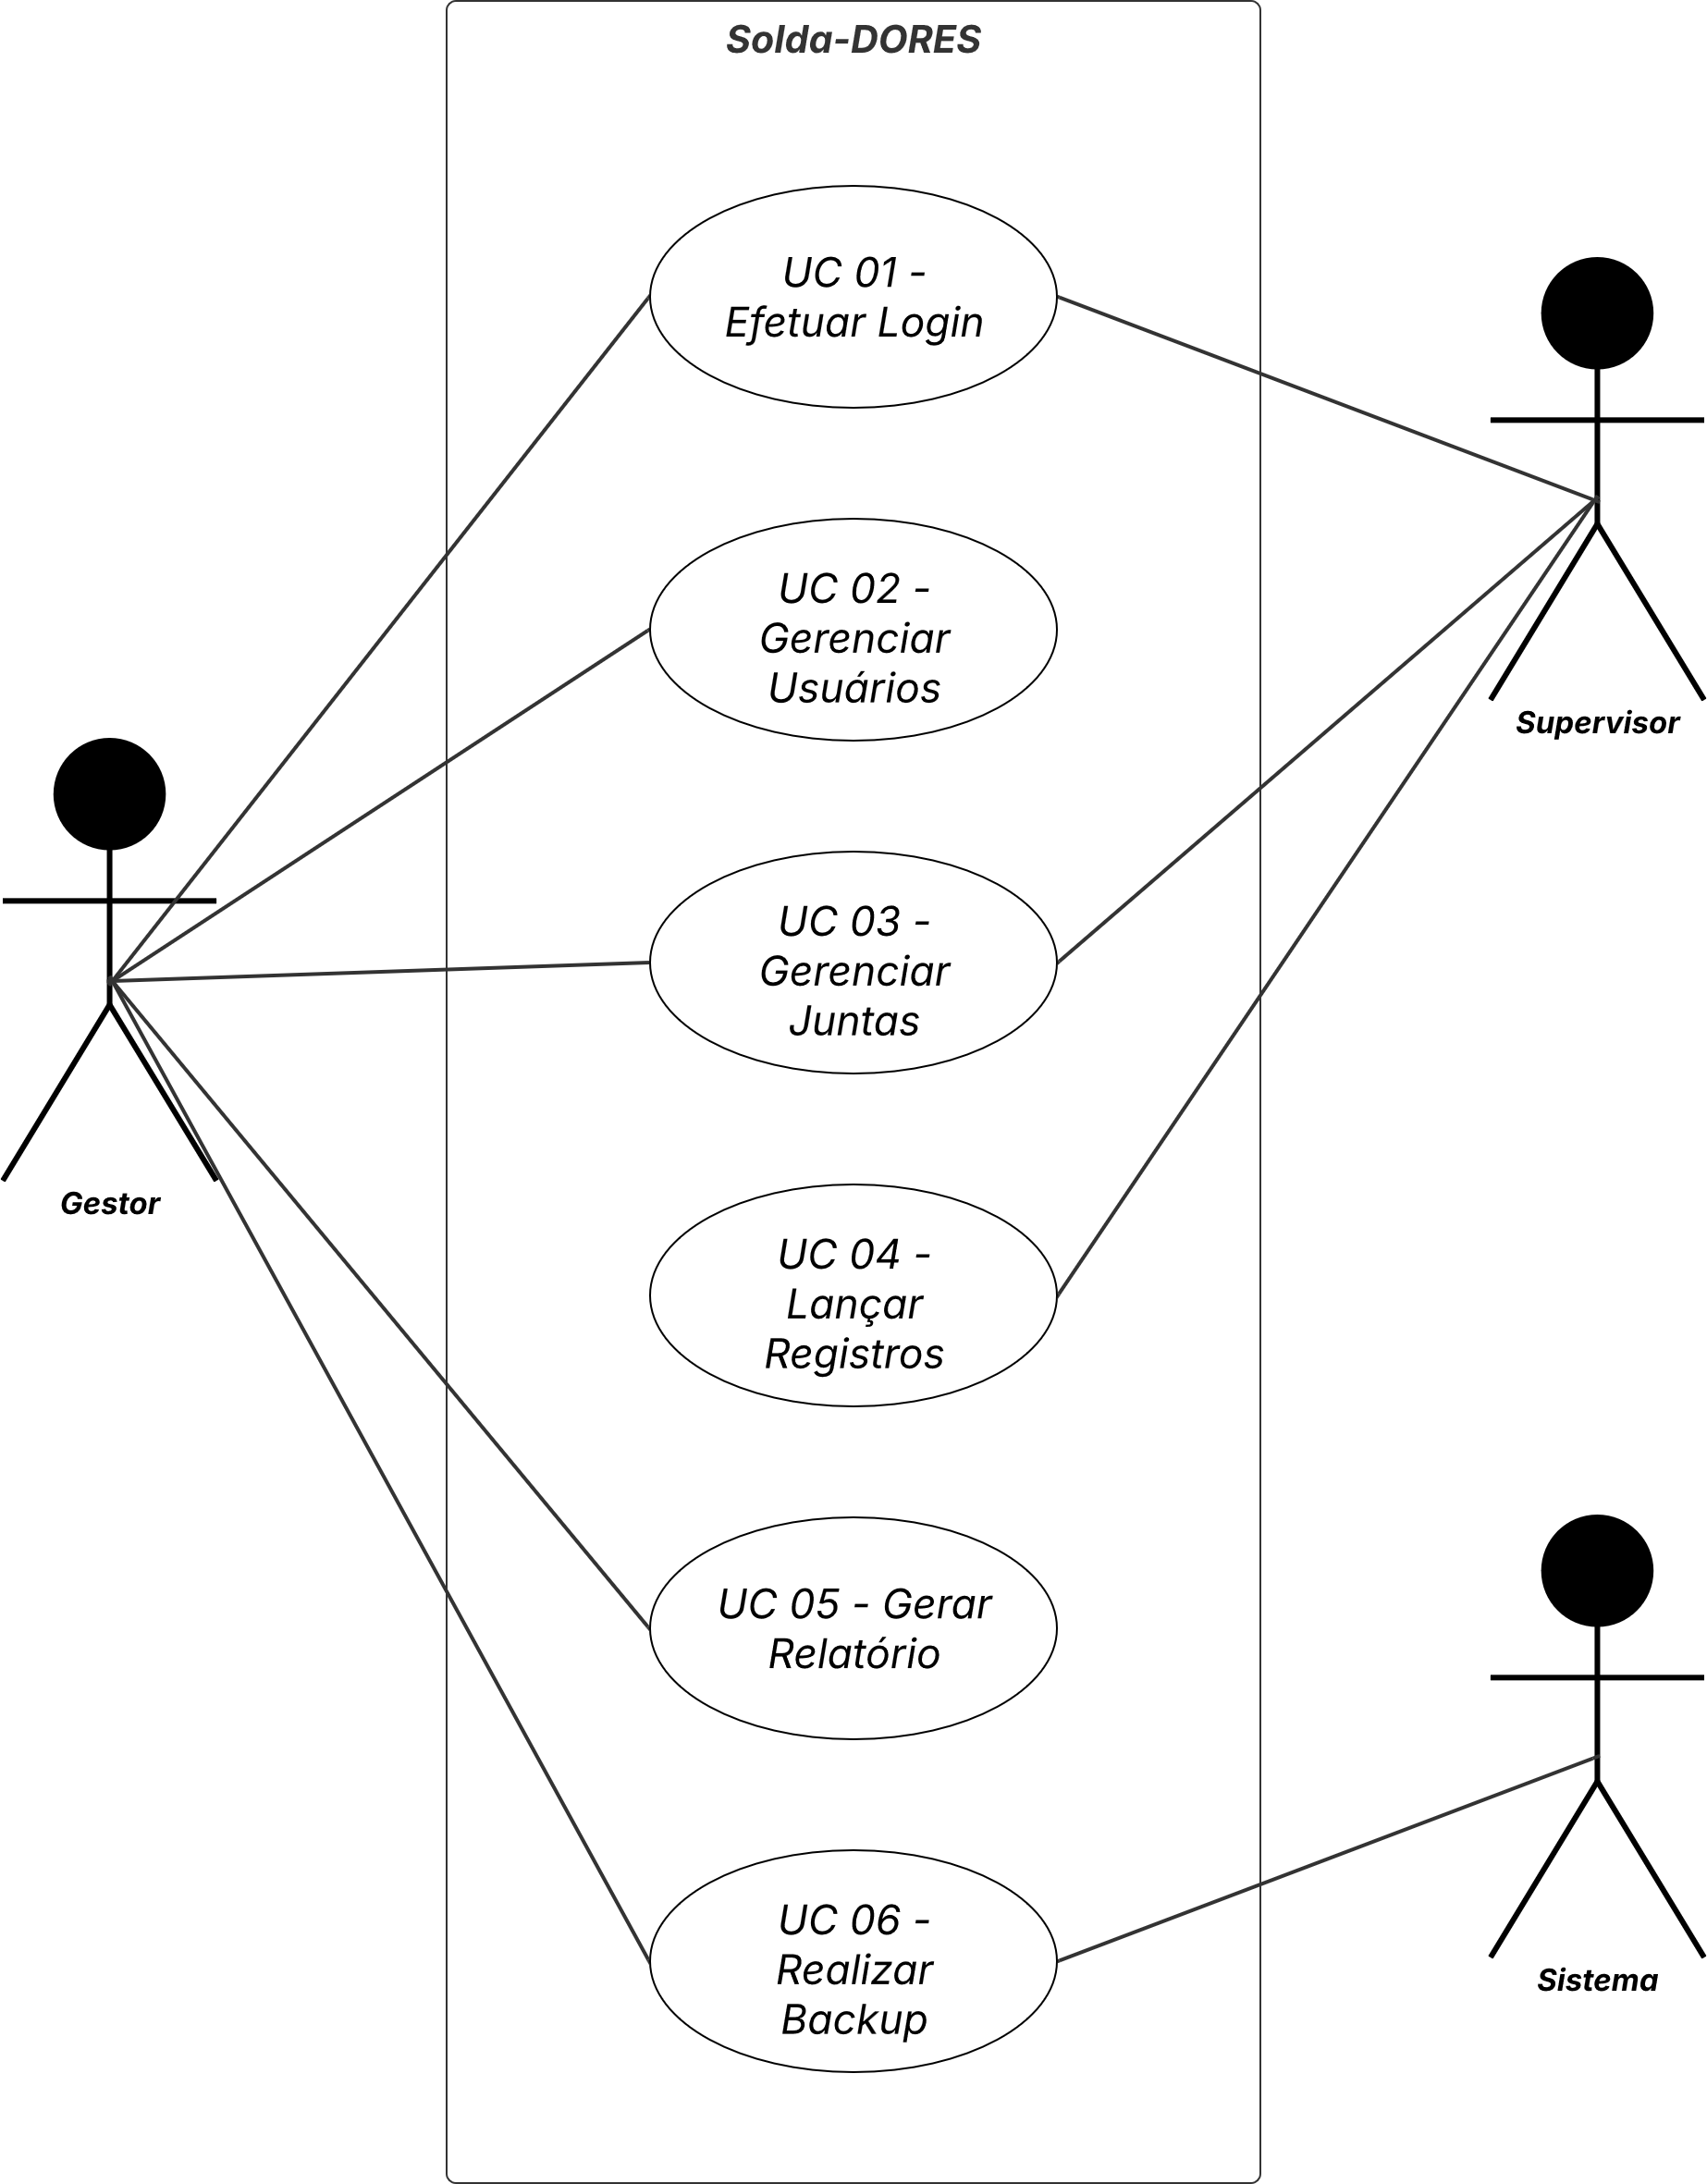 Solda-DORES
UC 01 -
Efetuar Login
UC 02 -
Gerenciar
Usuários
Supervisor
UC 03 -
Gerenciar
Juntas
Gestor
UC 04 -
Lançar
Registros
UC 05 - Gerar
Relatório
UC 06 -
Realizar
Backup
Sistema